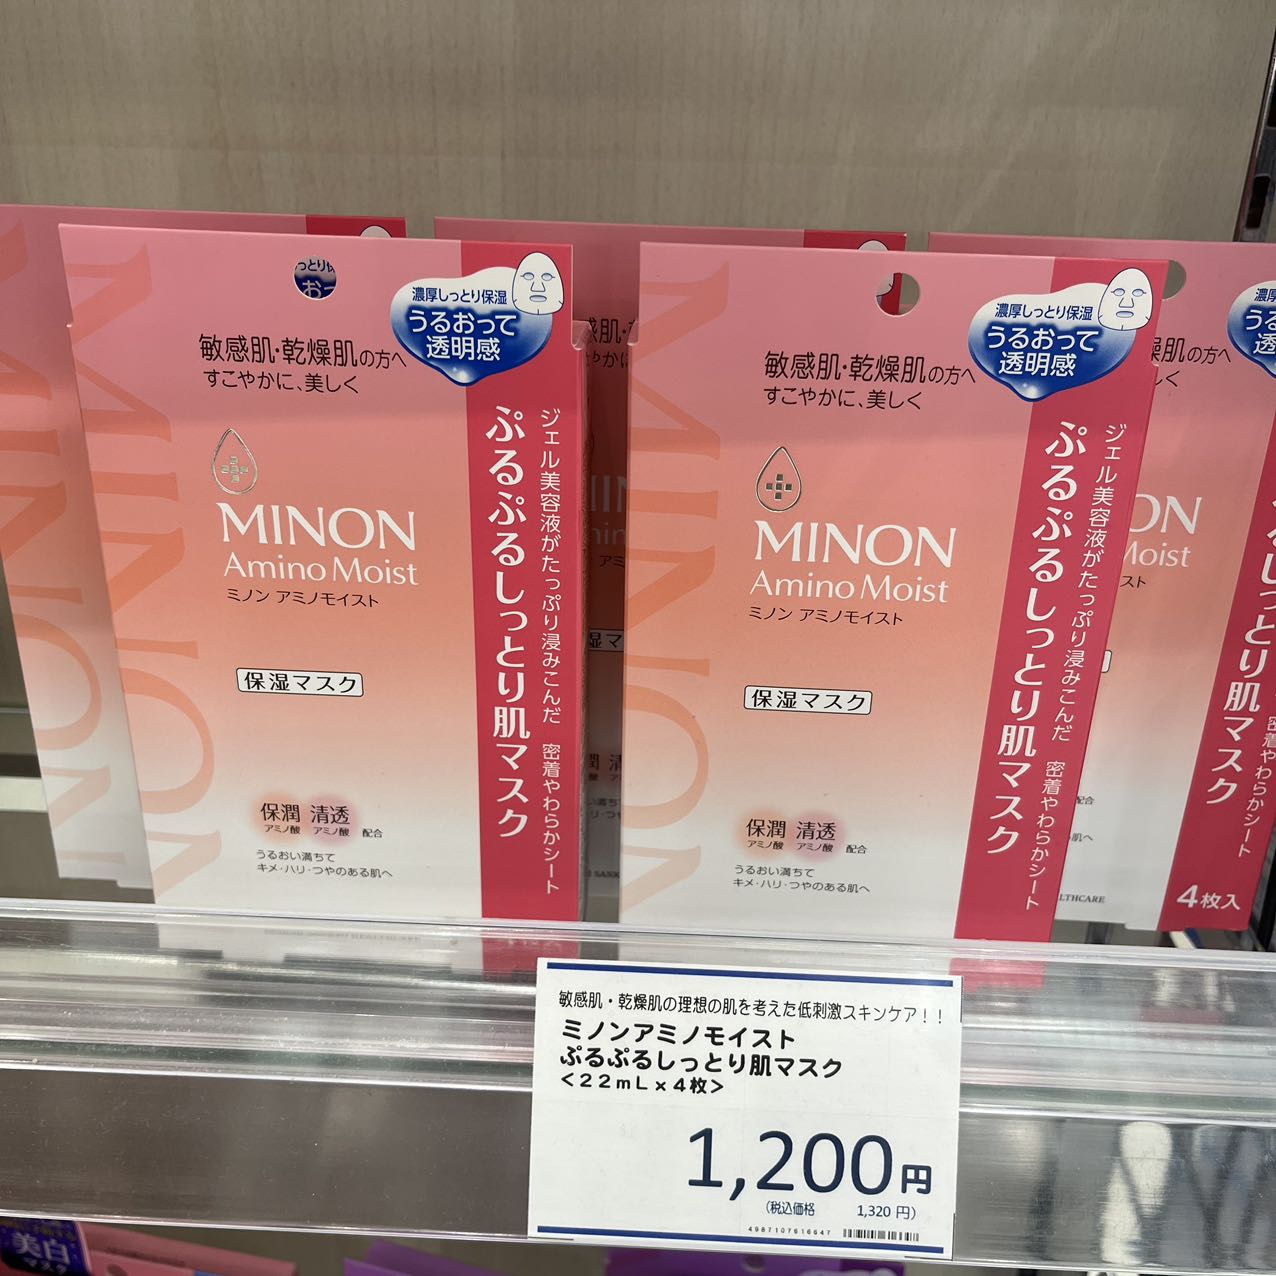 敏感肌・乾燥肌の方へ
すこやかに、美しく
濃厚しっとり保湿
うるおって
透明感
MINON
Amino Moist
ミノン アミノモイスト
保湿マスク
保潤 清透
アミノ酸 アミノ酸 配合
うるおい満ちて
キメ・ハリ・つやのある肌へ
ジェル美容液がたっぷり浸みこんだ 密着やわらかシート
ぷるぷるしっとり肌マスク
MINON
敏感肌・乾燥肌の方へ
すこやかに、美しく
濃厚しっとり保湿
うるおって
透明感
MINON
Amino Moist
ミノン アミノモイスト
保湿マスク
保潤 清透
アミノ酸 アミノ酸 配合
うるおい満ちて
キメ・ハリ・つやのある肌へ
ジェル美容液がたっぷり浸みこんだ 密着やわらかシート
ぷるぷるしっとり肌マスク
MINON
4枚入
敏感肌・乾燥肌の理想の肌を考えた低刺激スキンケア！！
ミノンアミノモイスト
ぷるぷるしっとり肌マスク
<22mL×4枚>
1,200円
(税込価格 1,320 円)
4987107616647
美白
マスク